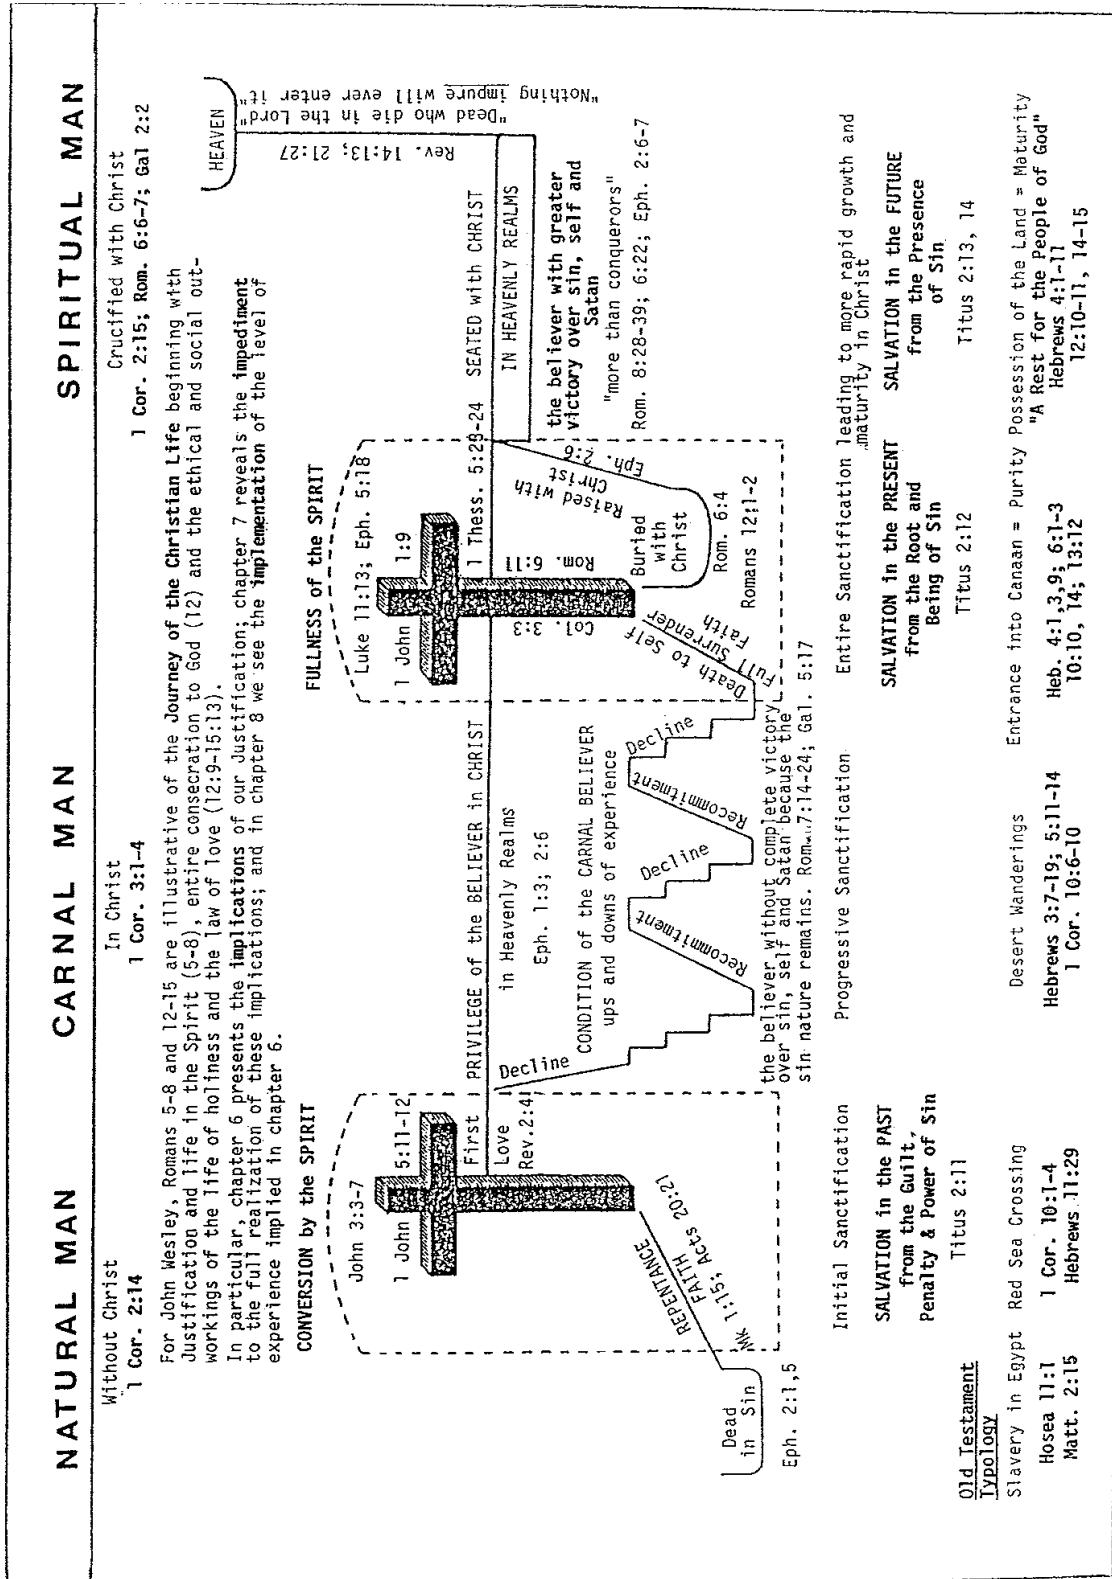 NATURAL MAN
CARNAL MAN
SPIRITUAL MAN
Without Christ
1 Cor. 2:14
In Christ
1 Cor. 3:1-4
Crucified with Christ
1 Cor. 2:15; Rom. 6:6-7; Gal 2:2
For John Wesley, Romans 5-8 and 12-15 are illustrative of the Journey of the Christian Life beginning with
Justification and life in the Spirit (5-8), entire consecration to God (12) and the ethical and social out-
workings of the life of holiness and the law of love (12:9-15:13).
In particular, chapter 6 presents the implications of our Justification; chapter 7 reveals the impediment
to the full realization of these implications; and in chapter 8 we see the implementation of the level of
experience implied in chapter 6.
CONVERSION by the SPIRIT
John 3:3-7
1 John 5:11-12
First
Love
Rev.2:4
REPENTANCE
FAITH
Mk 1:15; Acts 20:21
Dead
in Sin
Eph. 2:1,5
PRIVILEGE of the BELIEVER in CHRIST
in Heavenly Realms
Eph. 1:3; 2:6
CONDITION of the CARNAL BELIEVER
ups and downs of experience
Decline
Recommitment
Decline
Recommitment
Decline
the believer without complete victory
over sin, self and Satan because the
sin nature remains. Rom. 7:14-24; Gal. 5:17
FULLNESS of the SPIRIT
Luke 11:13; Eph. 5:18
1 John 1:9
1 Thess. 5:23-24
Col. 3:3
Rom. 6:11
Death to Self
Full Surrender
Faith
Buried
with
Christ
Rom. 6:4
Romans 12:1-2
Raised with
Christ
Eph. 2:6
SEATED with CHRIST
IN HEAVENLY REALMS
the believer with greater
victory over sin, self and
Satan
"more than conquerors"
Rom. 8:28-39; 6:22; Eph. 2:6-7
HEAVEN
Rev. 14:13; 21:27
"Dead who die in the Lord"
"Nothing impure will ever enter it"
Initial Sanctification
Progressive Sanctification
Entire Sanctification leading to more rapid growth and
maturity in Christ
SALVATION in the PAST
from the Guilt,
Penalty & Power of Sin
Titus 2:11
SALVATION in the PRESENT
from the Root and
Being of Sin
Titus 2:12
SALVATION in the FUTURE
from the Presence
of Sin
Titus 2:13, 14
Old Testament
Typology
Slavery in Egypt
Hosea 11:1
Matt. 2:15
Red Sea Crossing
1 Cor. 10:1-4
Hebrews 11:29
Desert Wanderings
Hebrews 3:7-19; 5:11-14
1 Cor. 10:6-10
Entrance into Canaan = Purity
Heb. 4:1,3,9; 6:1-3
10:10, 14; 13:12
Possession of the Land = Maturity
"A Rest for the People of God"
Hebrews 4:1-11
12:10-11, 14-15